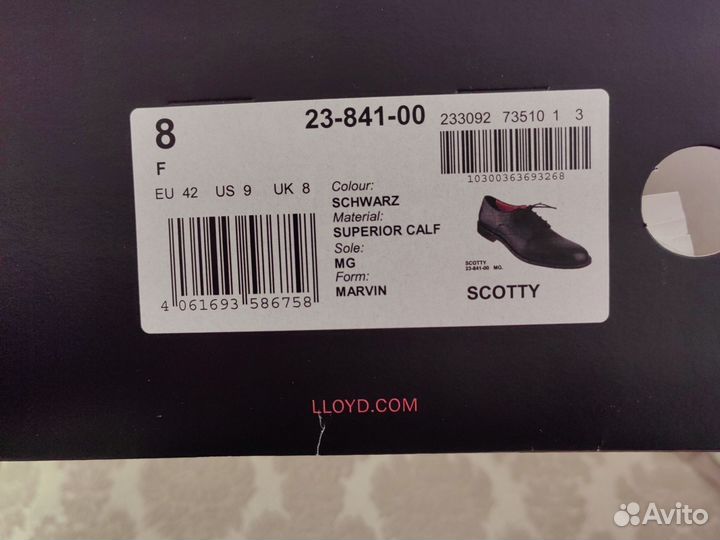 8
F
23-841-00
233092 73510 1 3
10300363693268
EU 42 US 9 UK 8
Colour:
SCHWARZ
Material:
SUPERIOR CALF
Sole:
MG
Form:
MARVIN
4 061693 586758
SCOTTY
23-841-00 MG.
SCOTTY
LLOYD.COM
Avito